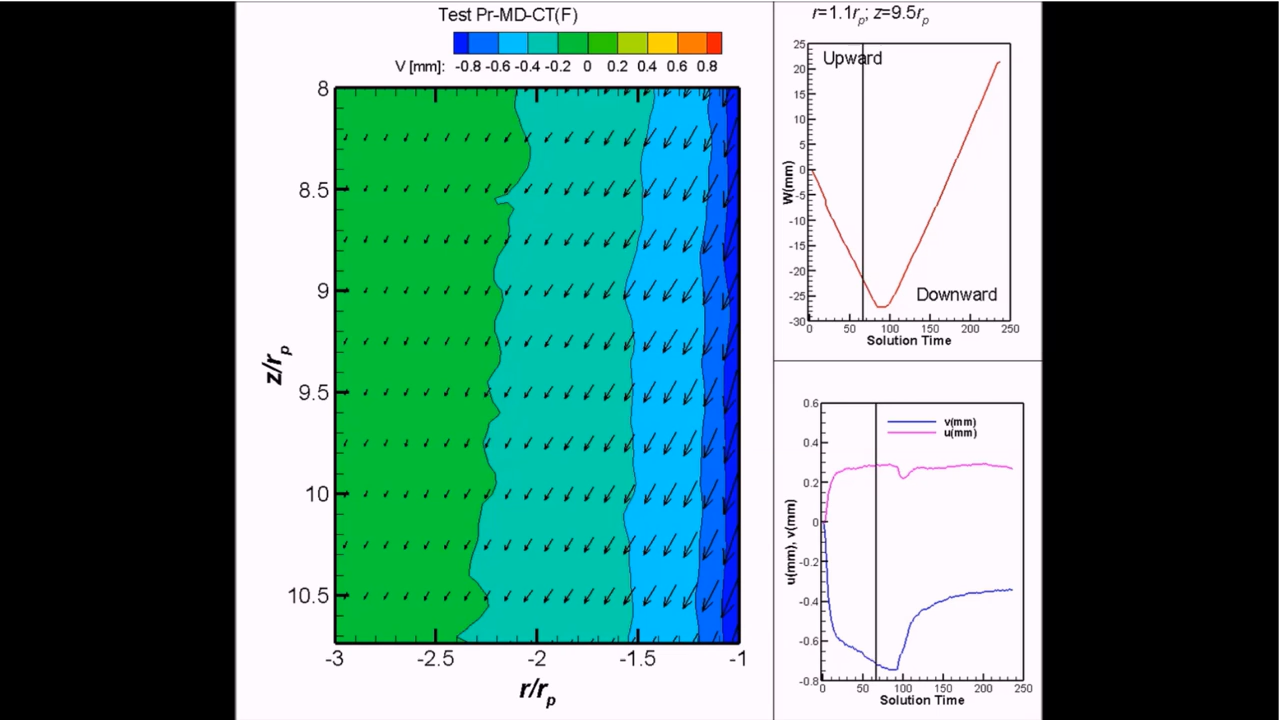 Test Pr-MD-CT(F)
V [mm]: -0.8 -0.6 -0.4 -0.2 0 0.2 0.4 0.6 0.8
8
8.5
9
9.5
10
10.5
z/rp
-3 -2.5 -2 -1.5 -1
r/rp
r=1.1rp; z=9.5rp
25
20
15
10
5
0
-5
-10
-15
-20
-25
-30
W(mm)
Upward
Downward
0 50 100 150 200 250
Solution Time
0.6
0.4
0.2
0
-0.2
-0.4
-0.6
-0.8
u(mm), v(mm)
v(mm)
u(mm)
0 50 100 150 200 250
Solution Time